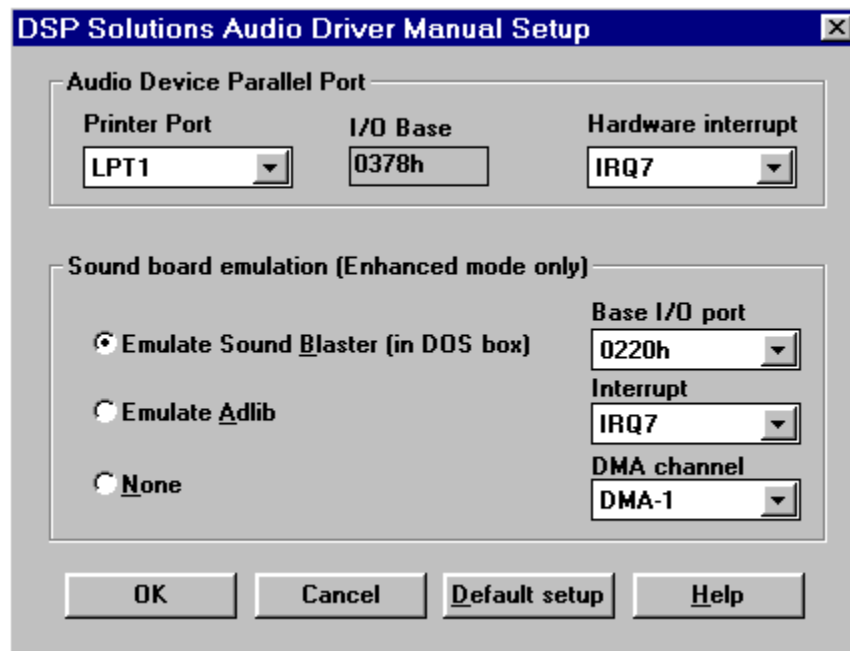 DSP Solutions Audio Driver Manual Setup
Audio Device Parallel Port
Printer Port
I/O Base
Hardware interrupt
LPT1
0378h
IRQ7
Sound board emulation (Enhanced mode only)
Base I/O port
Emulate Sound Blaster (in DOS box)
0220h
Interrupt
Emulate Adlib
IRQ7
DMA channel
None
DMA-1
OK
Cancel
Default setup
Help